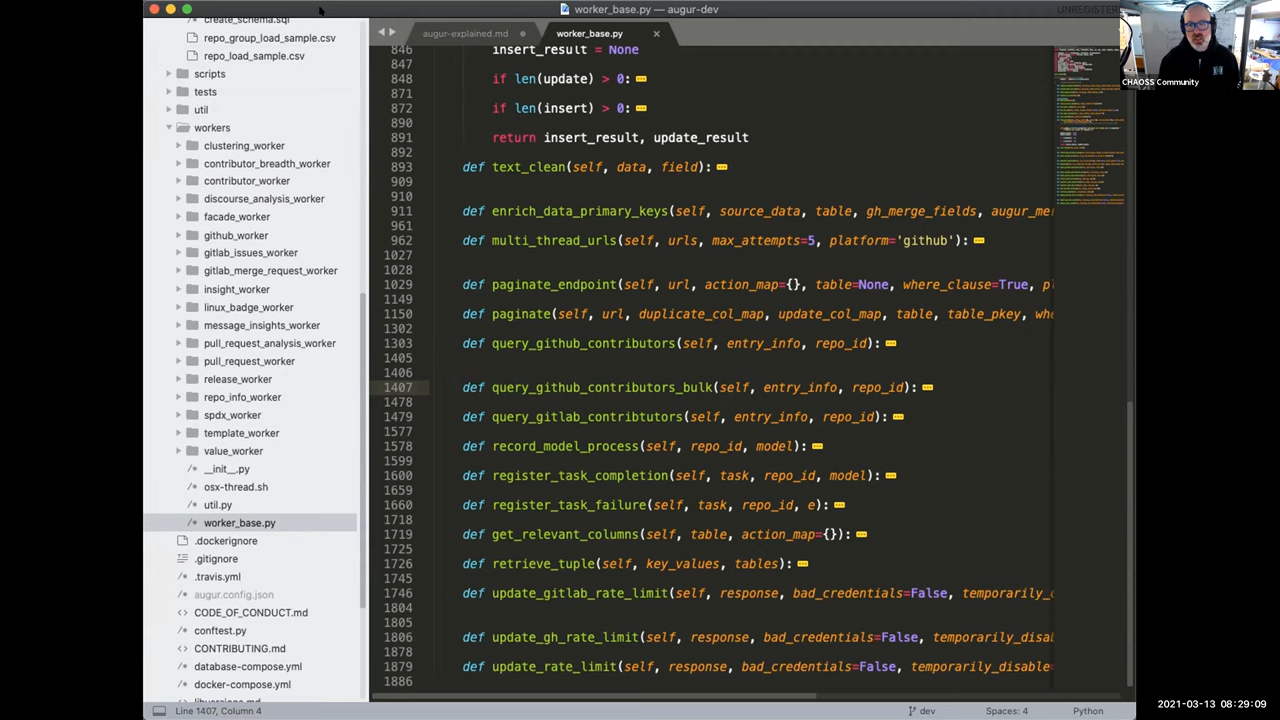 worker_base.py — augur-dev
UNREGISTERED
create_schema.sql
repo_group_load_sample.csv
repo_load_sample.csv
scripts
tests
util
workers
clustering_worker
contributor_breadth_worker
contributor_worker
discourse_analysis_worker
facade_worker
github_worker
gitlab_issues_worker
gitlab_merge_request_worker
insight_worker
linux_badge_worker
message_insights_worker
pull_request_analysis_worker
pull_request_worker
release_worker
repo_info_worker
spdx_worker
template_worker
value_worker
__init__.py
osx-thread.sh
util.py
worker_base.py
.dockerignore
.gitignore
.travis.yml
augur.config.json
CODE_OF_CONDUCT.md
conftest.py
CONTRIBUTING.md
database-compose.yml
docker-compose.yml
augur-explained.md
worker_base.py
846 insert_result = None
847
848 if len(update) > 0:
871
872 if len(insert) > 0:
890
891 return insert_result, update_result
892
893 def text_clean(self, data, field):
909
910
911 def enrich_data_primary_keys(self, source_data, table, gh_merge_fields, augur_me
961
962 def multi_thread_urls(self, urls, max_attempts=5, platform='github'):
1027
1028
1029 def paginate_endpoint(self, url, action_map={}, table=None, where_clause=True, pl
1149
1150 def paginate(self, url, duplicate_col_map, update_col_map, table, table_pkey, whe
1302
1303 def query_github_contributors(self, entry_info, repo_id):
1405
1406
1407 def query_github_contributors_bulk(self, entry_info, repo_id):
1478
1479 def query_gitlab_contribtutors(self, entry_info, repo_id):
1577
1578 def record_model_process(self, repo_id, model):
1599
1600 def register_task_completion(self, task, repo_id, model):
1659
1660 def register_task_failure(self, task, repo_id, e):
1718
1719 def get_relevant_columns(self, table, action_map={}):
1725
1726 def retrieve_tuple(self, key_values, tables):
1745
1746 def update_gitlab_rate_limit(self, response, bad_credentials=False, temporarily_d
1804
1805
1806 def update_gh_rate_limit(self, response, bad_credentials=False, temporarily_disab
1878
1879 def update_rate_limit(self, response, bad_credentials=False, temporarily_disable=
1886
CHAOSS Community
Line 1407, Column 4
dev
Spaces: 4
Python
2021-03-13 08:29:09